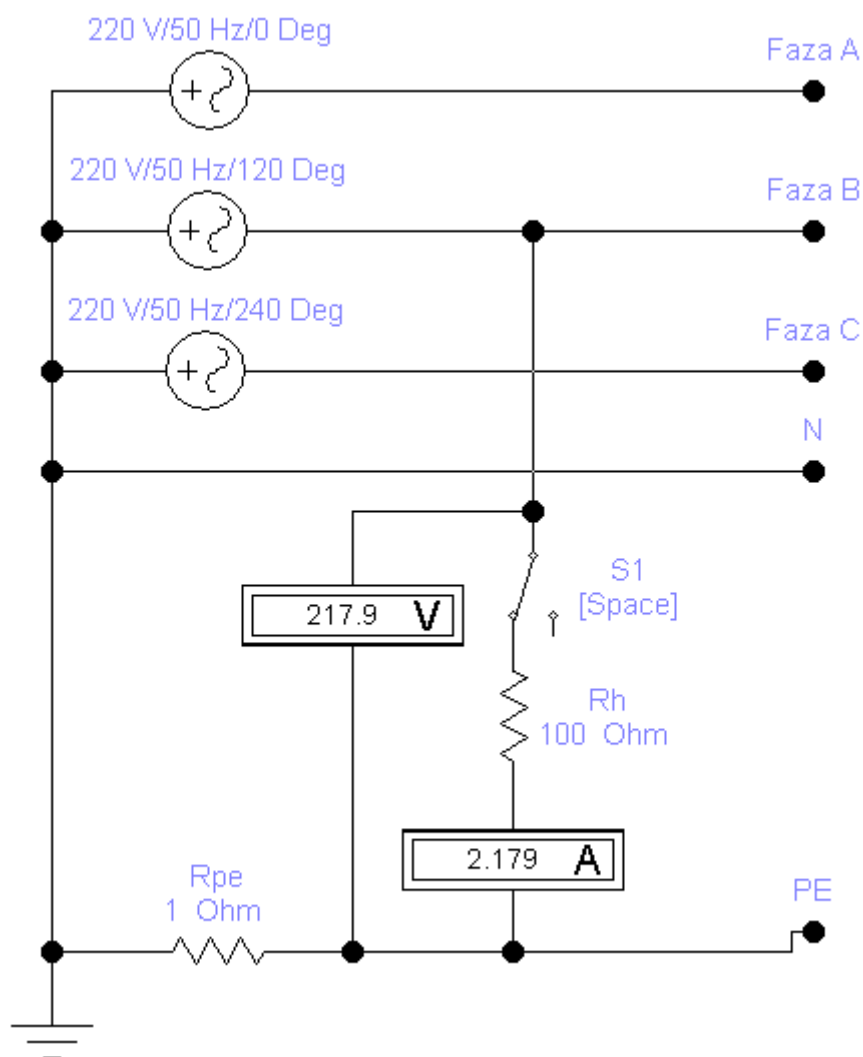 220 V/50 Hz/0 Deg
Faza A
220 V/50 Hz/120 Deg
Faza B
220 V/50 Hz/240 Deg
Faza C
N
S1
[Space]
217.9 V
Rh
100 Ohm
2.179 A
Rpe
1 Ohm
PE